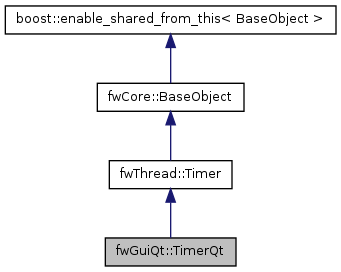 boost::enable_shared_from_this< BaseObject >
fwCore::BaseObject
fwThread::Timer
fwGuiQt::TimerQt